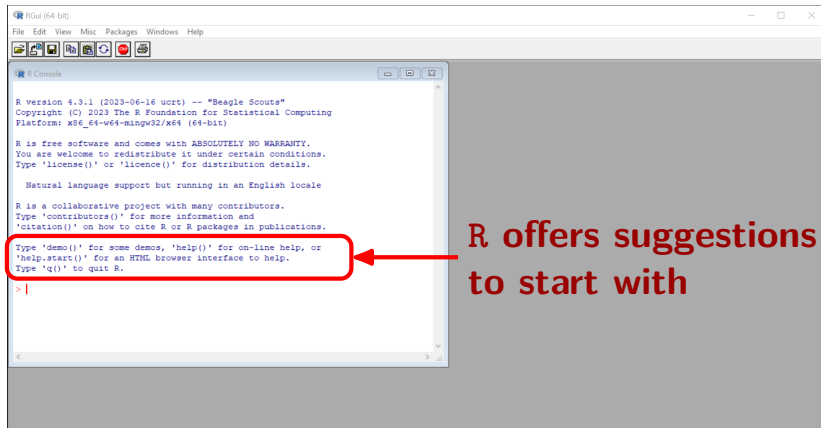 RGui (64-bit)
File Edit View Misc Packages Windows Help
STOP
R Console
R version 4.3.1 (2023-06-16 ucrt) -- "Beagle Scouts"
Copyright (C) 2023 The R Foundation for Statistical Computing
Platform: x86_64-w64-mingw32/x64 (64-bit)
R is free software and comes with ABSOLUTELY NO WARRANTY.
You are welcome to redistribute it under certain conditions.
Type 'license()' or 'licence()' for distribution details.
Natural language support but running in an English locale
R is a collaborative project with many contributors.
Type 'contributors()' for more information and
'citation()' on how to cite R or R packages in publications.
Type 'demo()' for some demos, 'help()' for on-line help, or
'help.start()' for an HTML browser interface to help.
Type 'q()' to quit R.
>
R offers suggestions
to start with